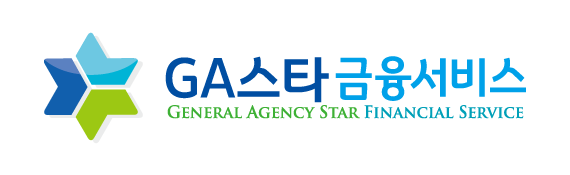 GA스타금융서비스
GENERAL AGENCY STAR FINANCIAL SERVICE